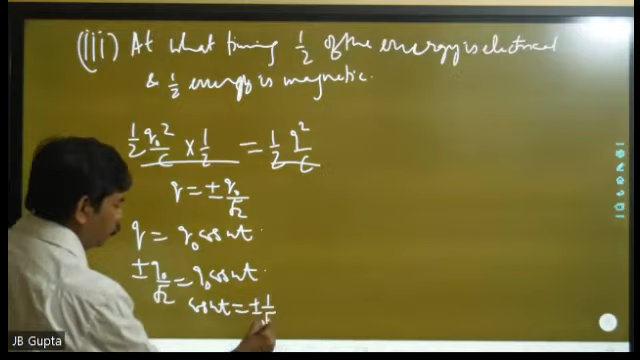 (iii) At what timing 1/2 of the energy is electrical
& 1/2 energy is magnetic.
1/2 q₀²/C × 1/2 = 1/2 q²/C
q = ± q₀/√2
q = q₀ cos ωt.
± q₀/√2 = q₀ cos ωt.
cos ωt = ± 1/√
JB Gupta